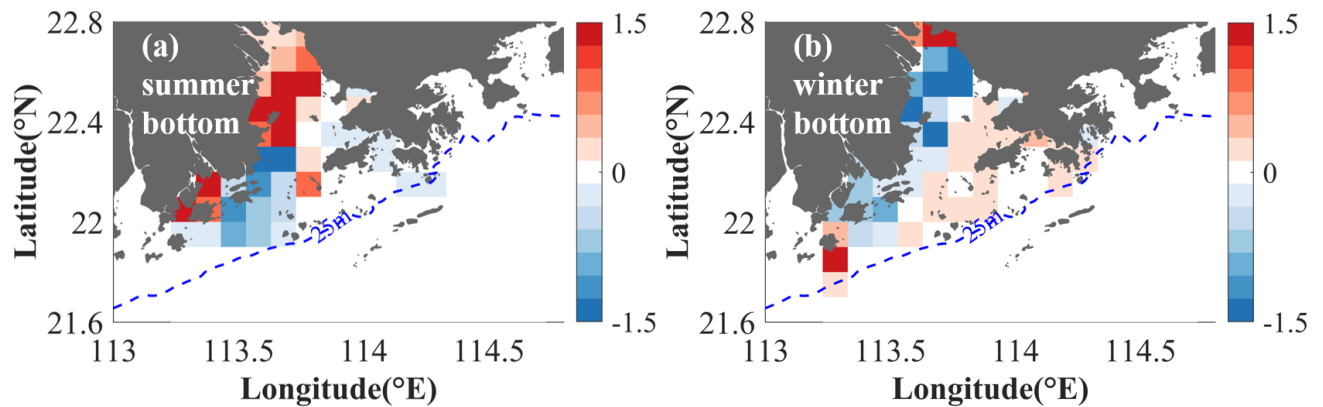 22.8
22.4
22
21.6
Latitude(°N)
(a)
summer
bottom
25m
113
113.5
114
114.5
Longitude(°E)
1.5
0
-1.5
22.8
22.4
22
21.6
Latitude(°N)
(b)
winter
bottom
25m
113
113.5
114
114.5
Longitude(°E)
1.5
0
-1.5